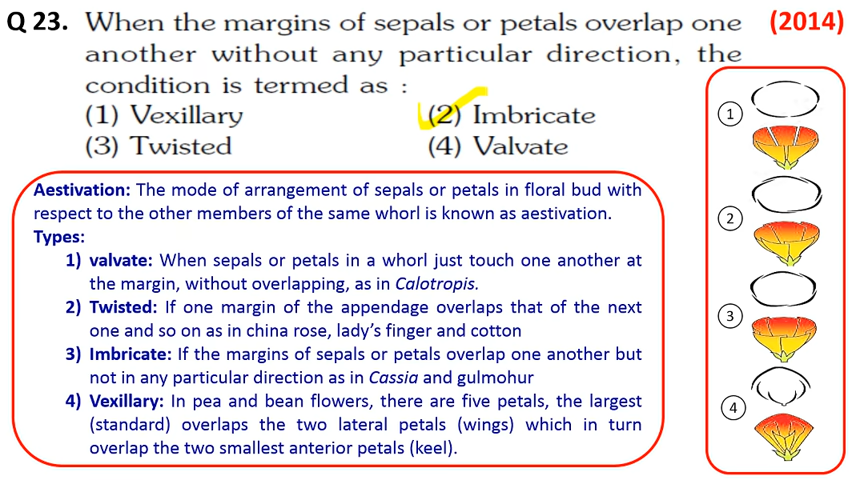 Q 23. When the margins of sepals or petals overlap one (2014)
another without any particular direction, the
condition is termed as :
(1) Vexillary (2) Imbricate
(3) Twisted (4) Valvate
Aestivation: The mode of arrangement of sepals or petals in floral bud with
respect to the other members of the same whorl is known as aestivation.
Types:
1) valvate: When sepals or petals in a whorl just touch one another at
the margin, without overlapping, as in Calotropis.
2) Twisted: If one margin of the appendage overlaps that of the next
one and so on as in china rose, lady's finger and cotton
3) Imbricate: If the margins of sepals or petals overlap one another but
not in any particular direction as in Cassia and gulmohur
4) Vexillary: In pea and bean flowers, there are five petals, the largest
(standard) overlaps the two lateral petals (wings) which in turn
overlap the two smallest anterior petals (keel).
1
2
3
4